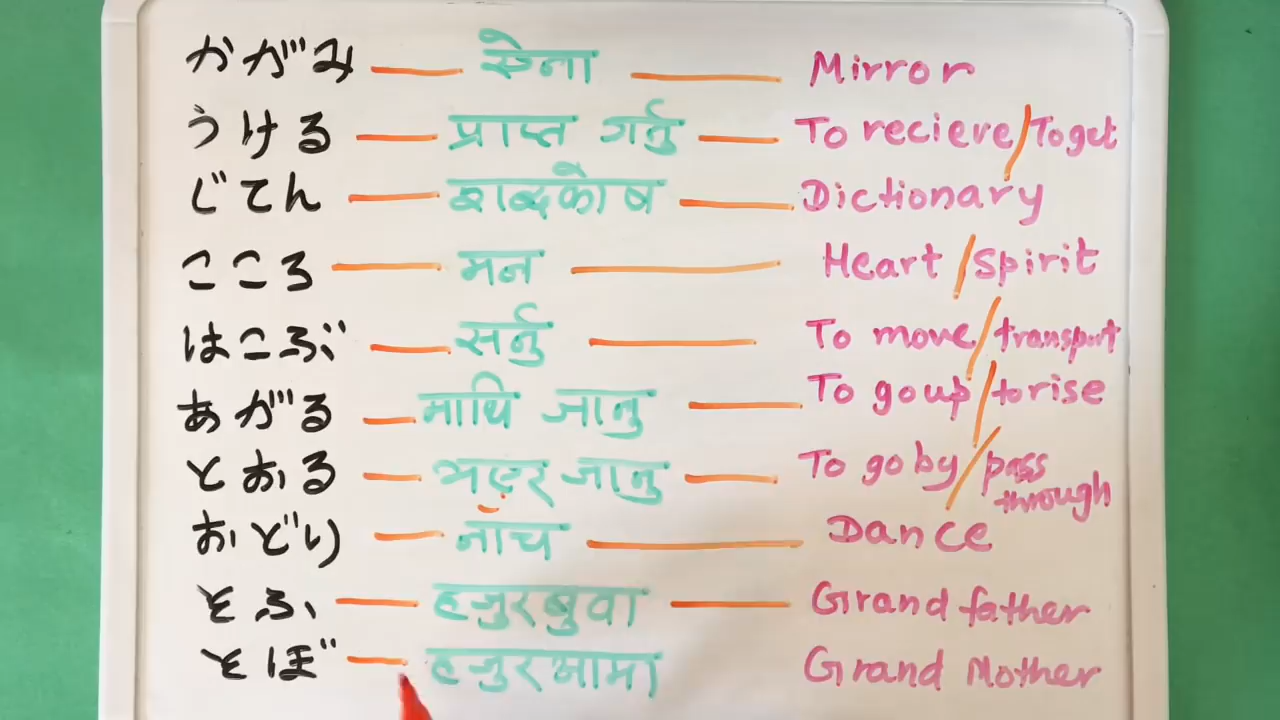 かがみ — सेना — Mirror
うける — प्राप्त गर्नु — To recieve/To get
じてん — शब्दकोष — Dictionary
こころ — मन — Heart/Spirit
はこぶ — सर्नु — To move/transport
あがる — माथि जानु — To go up/to rise
とおる — भएर जानु — To go by/pass through
おどり — नाच — Dance
そふ — हजुरबुवा — Grand father
そぼ — हजुरआमा Grand Mother